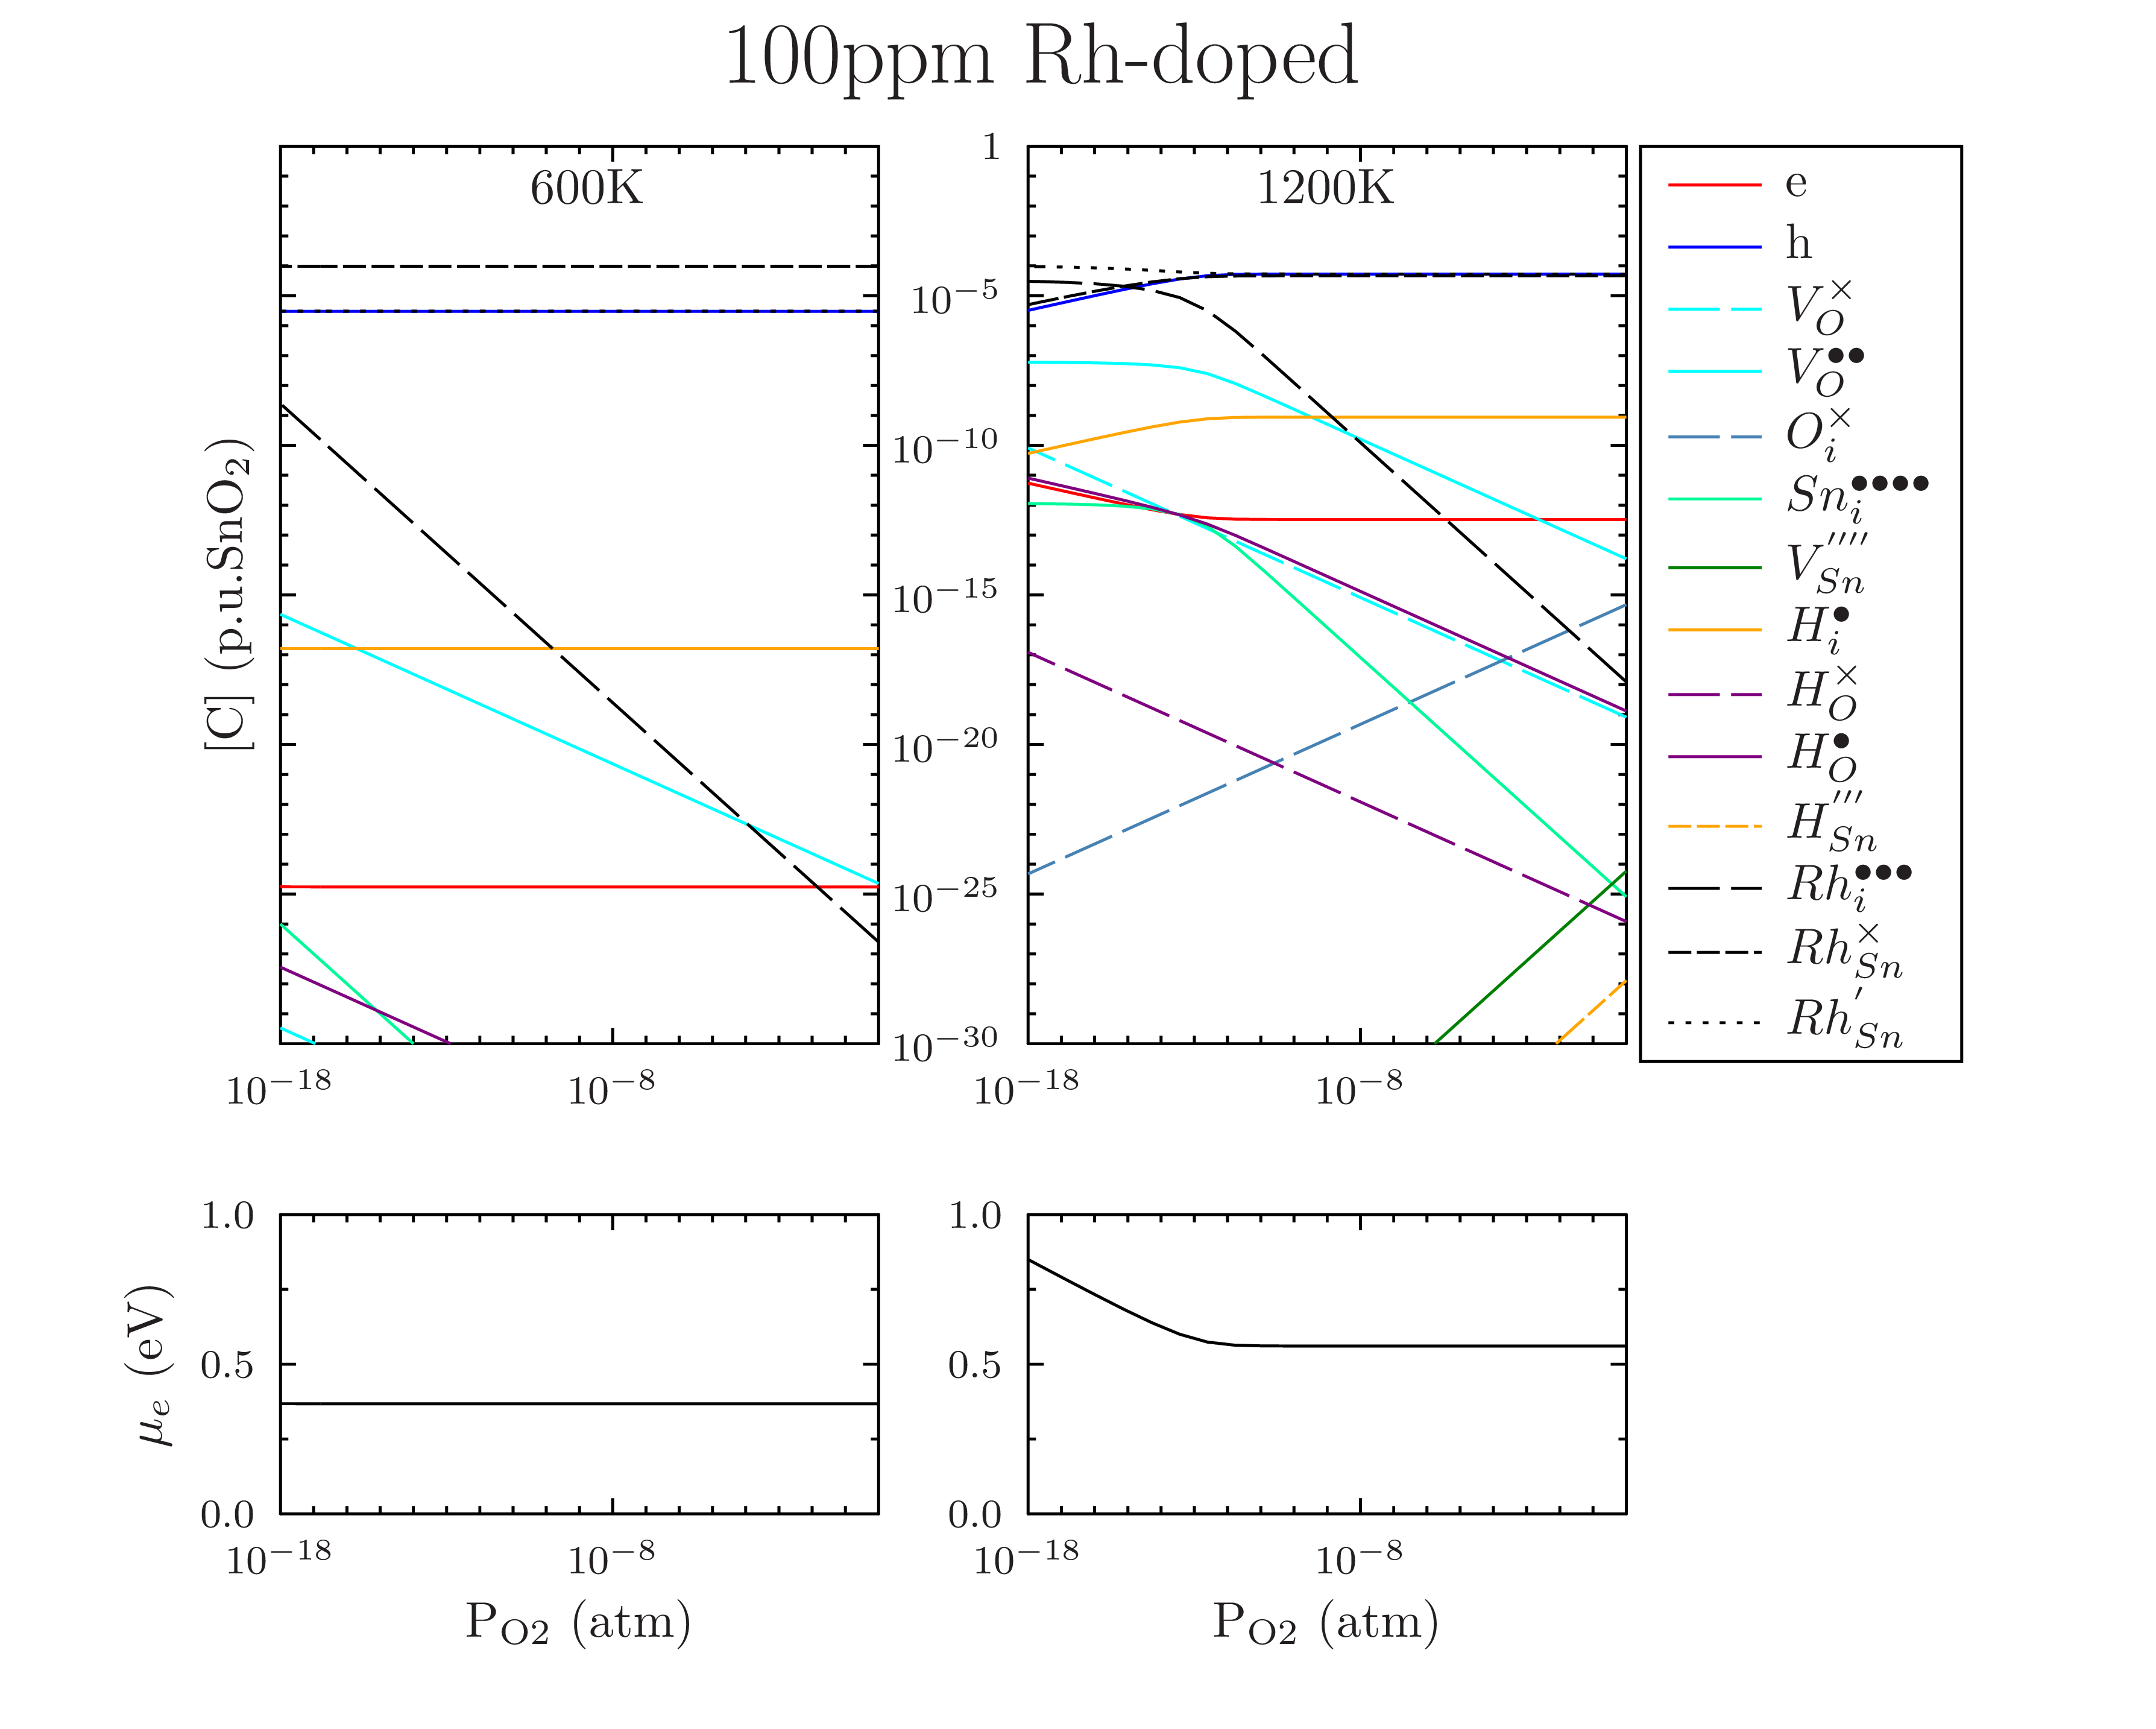 100ppm Rh-doped
600K
1200K
[C] (p.u.SnO₂)
1
10⁻⁵
10⁻¹⁰
10⁻¹⁵
10⁻²⁰
10⁻²⁵
10⁻³⁰
10⁻¹⁸ 10⁻⁸
10⁻¹⁸ 10⁻⁸
e
h
V_O^×
V_O^••
O_i^×
Sn_i^••••
V_Sn^''''
H_i^•
H_O^×
H_O^•
H_Sn^'''
Rh_i^•••
Rh_Sn^×
Rh_Sn^'
μ_e (eV)
1.0
0.5
0.0
1.0
0.5
0.0
10⁻¹⁸ 10⁻⁸
10⁻¹⁸ 10⁻⁸
P_O2 (atm)
P_O2 (atm)